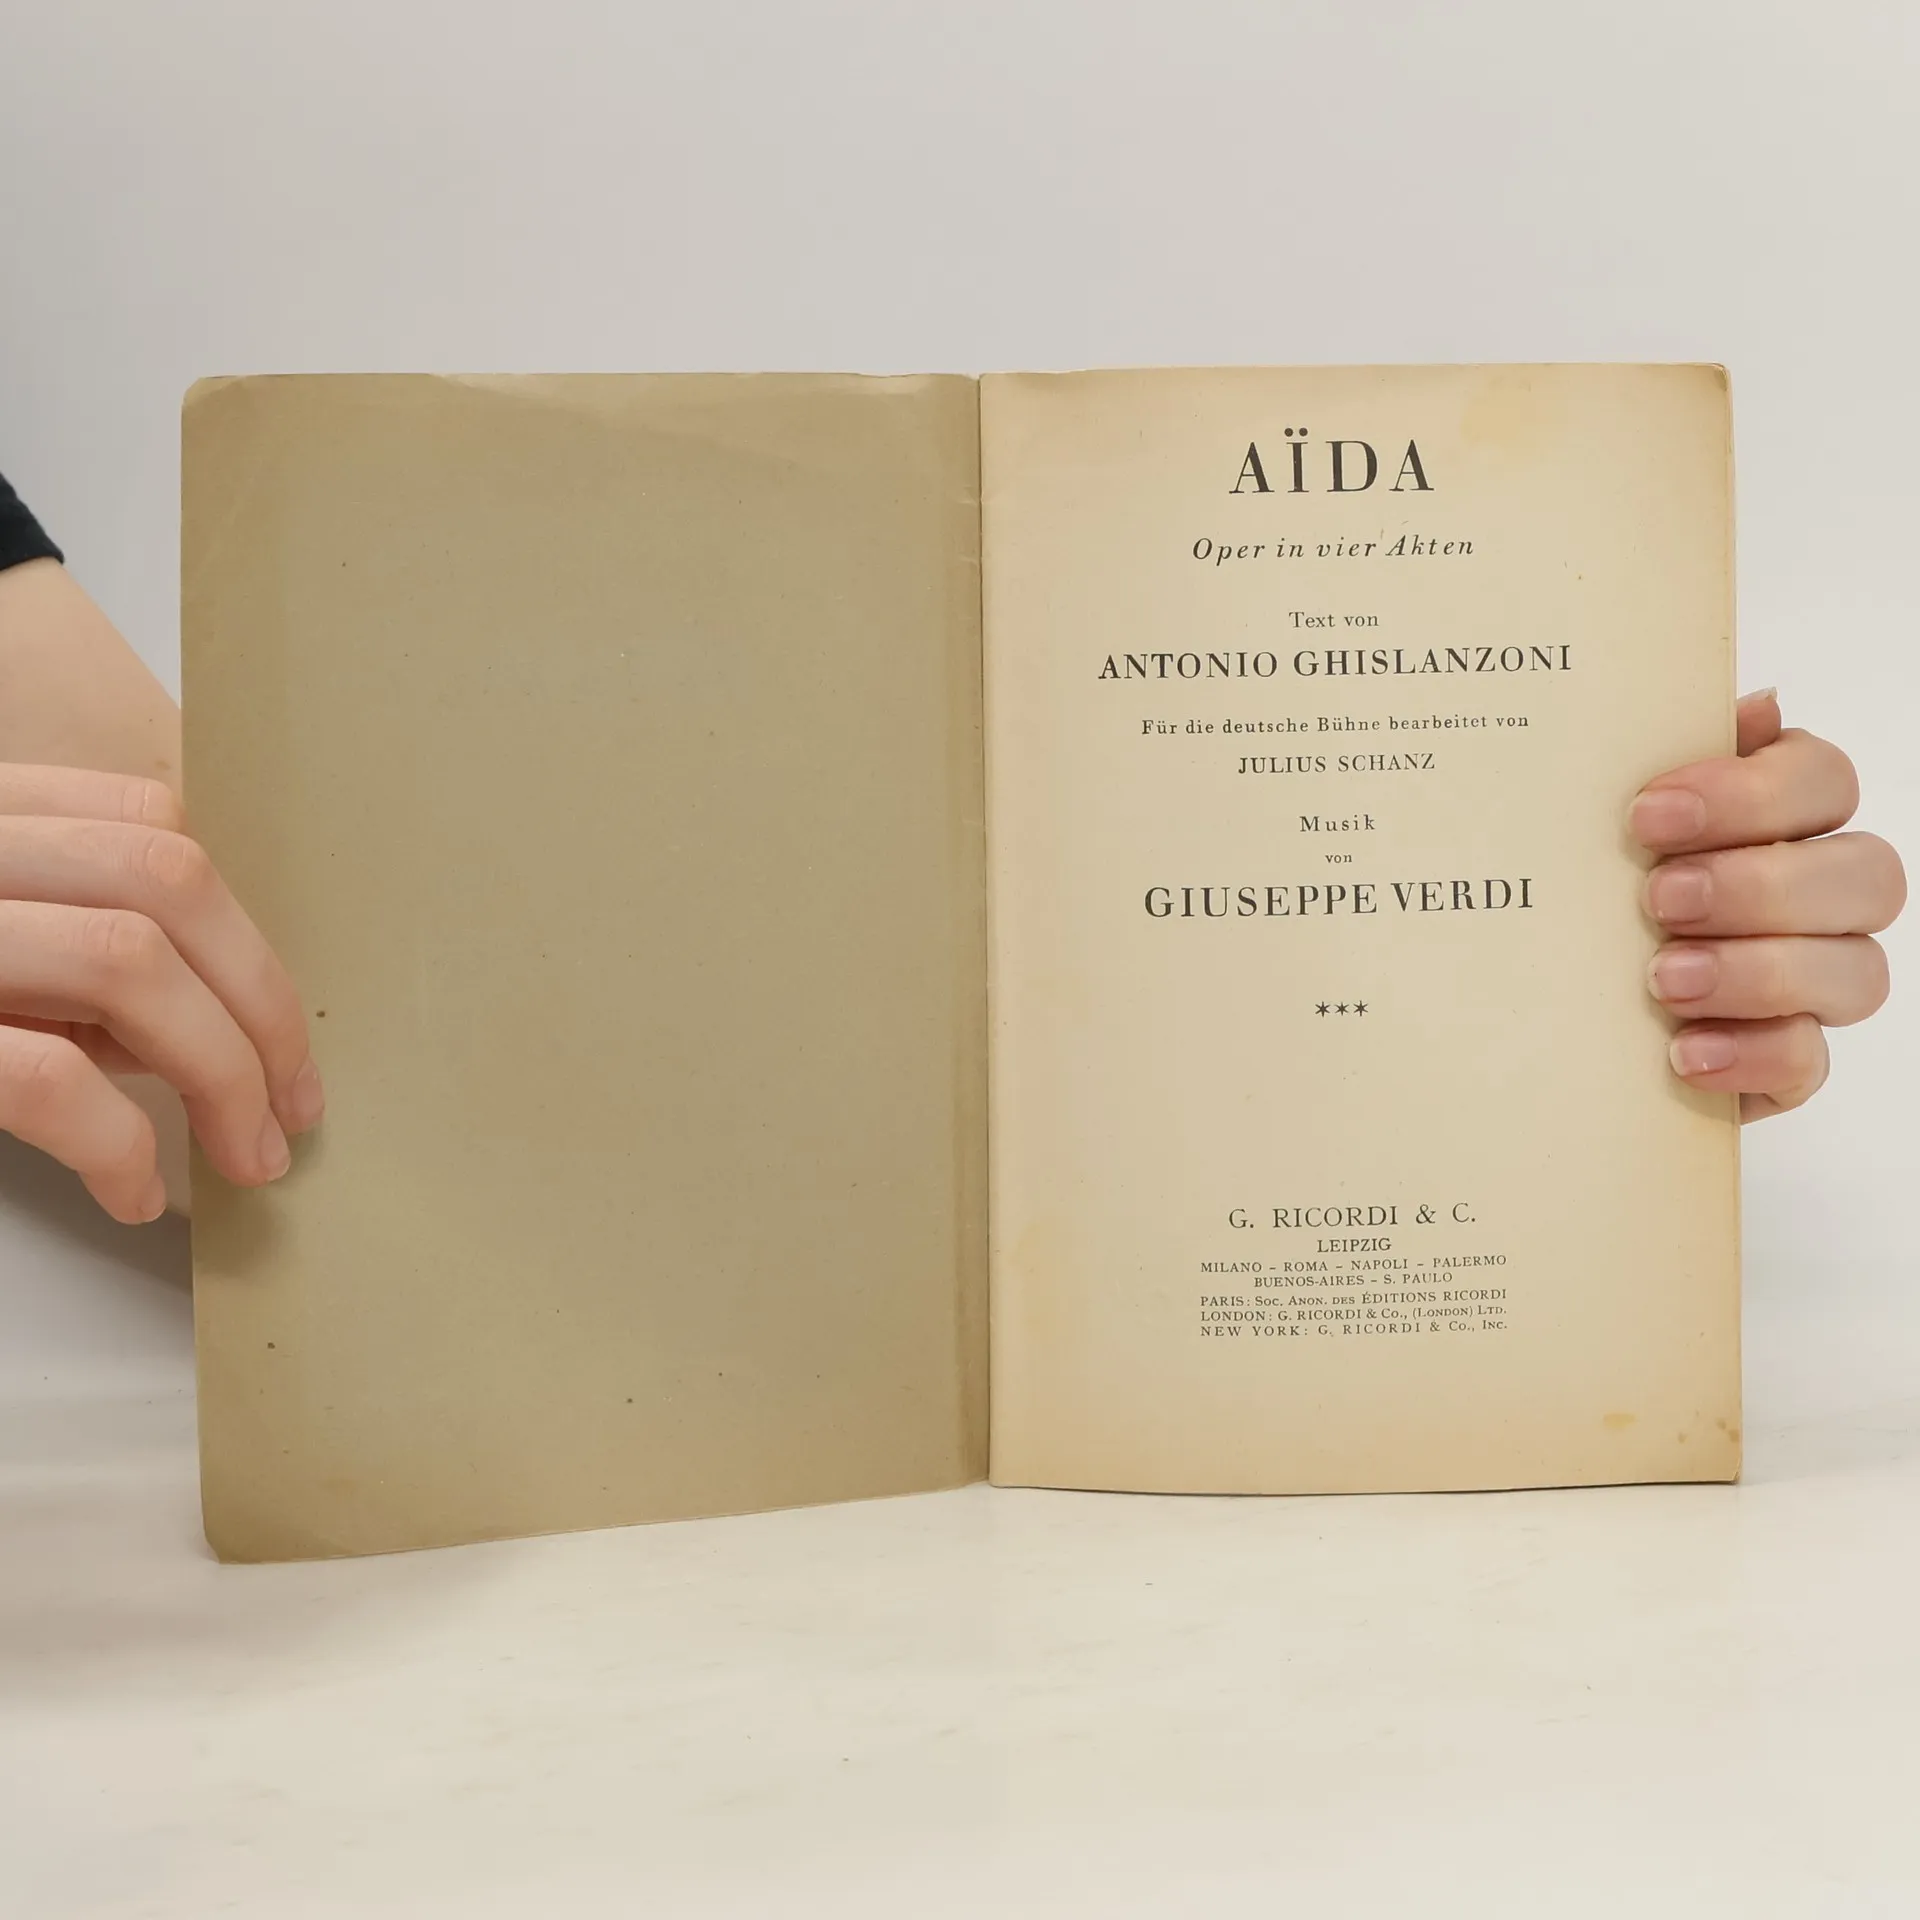 AÏDA
Oper in vier Akten
Text von
ANTONIO GHISLANZONI
Für die deutsche Bühne bearbeitet von
JULIUS SCHANZ
Musik
von
GIUSEPPE VERDI
***
G. RICORDI & C.
LEIPZIG
MILANO – ROMA – NAPOLI – PALERMO
BUENOS-AIRES – S. PAULO
PARIS: Soc. Anon. des ÉDITIONS RICORDI
LONDON: G. RICORDI & Co., (London) Ltd.
NEW YORK: G. RICORDI & Co., Inc.